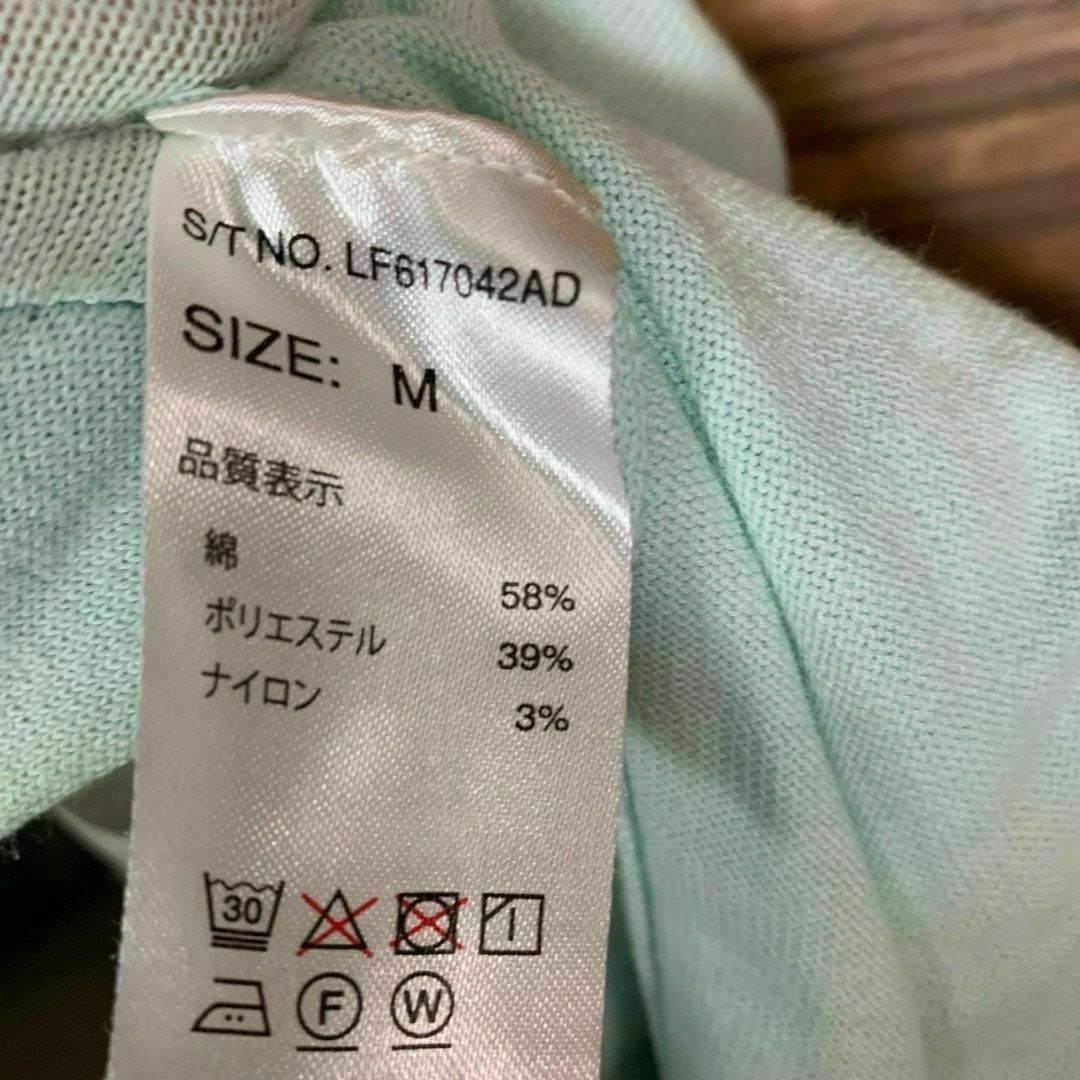 S/T NO. LF617042AD
SIZE: M
品質表示
綿 58%
ポリエステル 39%
ナイロン 3%
30
F W